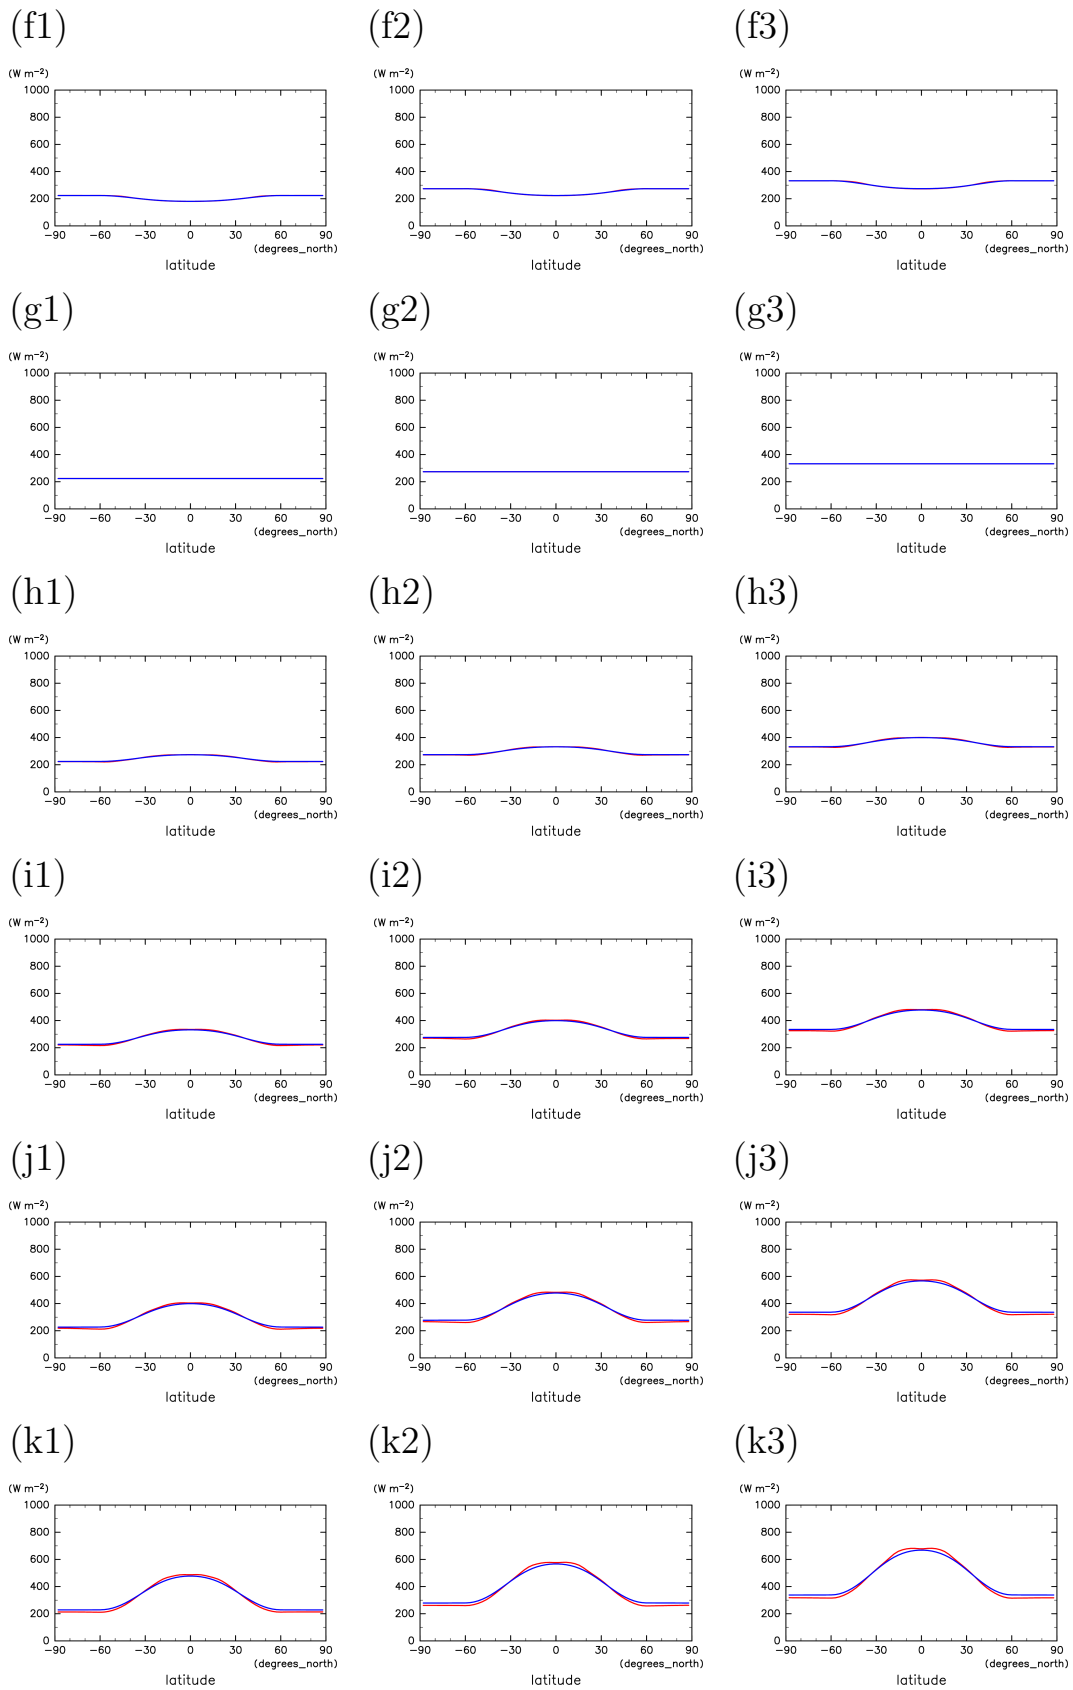 (f1) (f2) (f3)
(W m−2) (W m−2) (W m−2)
1000 1000 1000
800 800 800
600 600 600
400 400 400
200 200 200
0 0 0
−90 −60 −30 0 30 60 90 −90 −60 −30 0 30 60 90 −90 −60 −30 0 30 60 90
(degrees_north) (degrees_north) (degrees_north)
latitude latitude latitude
(g1) (g2) (g3)
(W m−2) (W m−2) (W m−2)
1000 1000 1000
800 800 800
600 600 600
400 400 400
200 200 200
0 0 0
−90 −60 −30 0 30 60 90 −90 −60 −30 0 30 60 90 −90 −60 −30 0 30 60 90
(degrees_north) (degrees_north) (degrees_north)
latitude latitude latitude
(h1) (h2) (h3)
(W m−2) (W m−2) (W m−2)
1000 1000 1000
800 800 800
600 600 600
400 400 400
200 200 200
0 0 0
−90 −60 −30 0 30 60 90 −90 −60 −30 0 30 60 90 −90 −60 −30 0 30 60 90
(degrees_north) (degrees_north) (degrees_north)
latitude latitude latitude
(i1) (i2) (i3)
(W m−2) (W m−2) (W m−2)
1000 1000 1000
800 800 800
600 600 600
400 400 400
200 200 200
0 0 0
−90 −60 −30 0 30 60 90 −90 −60 −30 0 30 60 90 −90 −60 −30 0 30 60 90
(degrees_north) (degrees_north) (degrees_north)
latitude latitude latitude
(j1) (j2) (j3)
(W m−2) (W m−2) (W m−2)
1000 1000 1000
800 800 800
600 600 600
400 400 400
200 200 200
0 0 0
−90 −60 −30 0 30 60 90 −90 −60 −30 0 30 60 90 −90 −60 −30 0 30 60 90
(degrees_north) (degrees_north) (degrees_north)
latitude latitude latitude
(k1) (k2) (k3)
(W m−2) (W m−2) (W m−2)
1000 1000 1000
800 800 800
600 600 600
400 400 400
200 200 200
0 0 0
−90 −60 −30 0 30 60 90 −90 −60 −30 0 30 60 90 −90 −60 −30 0 30 60 90
(degrees_north) (degrees_north) (degrees_north)
latitude latitude latitude